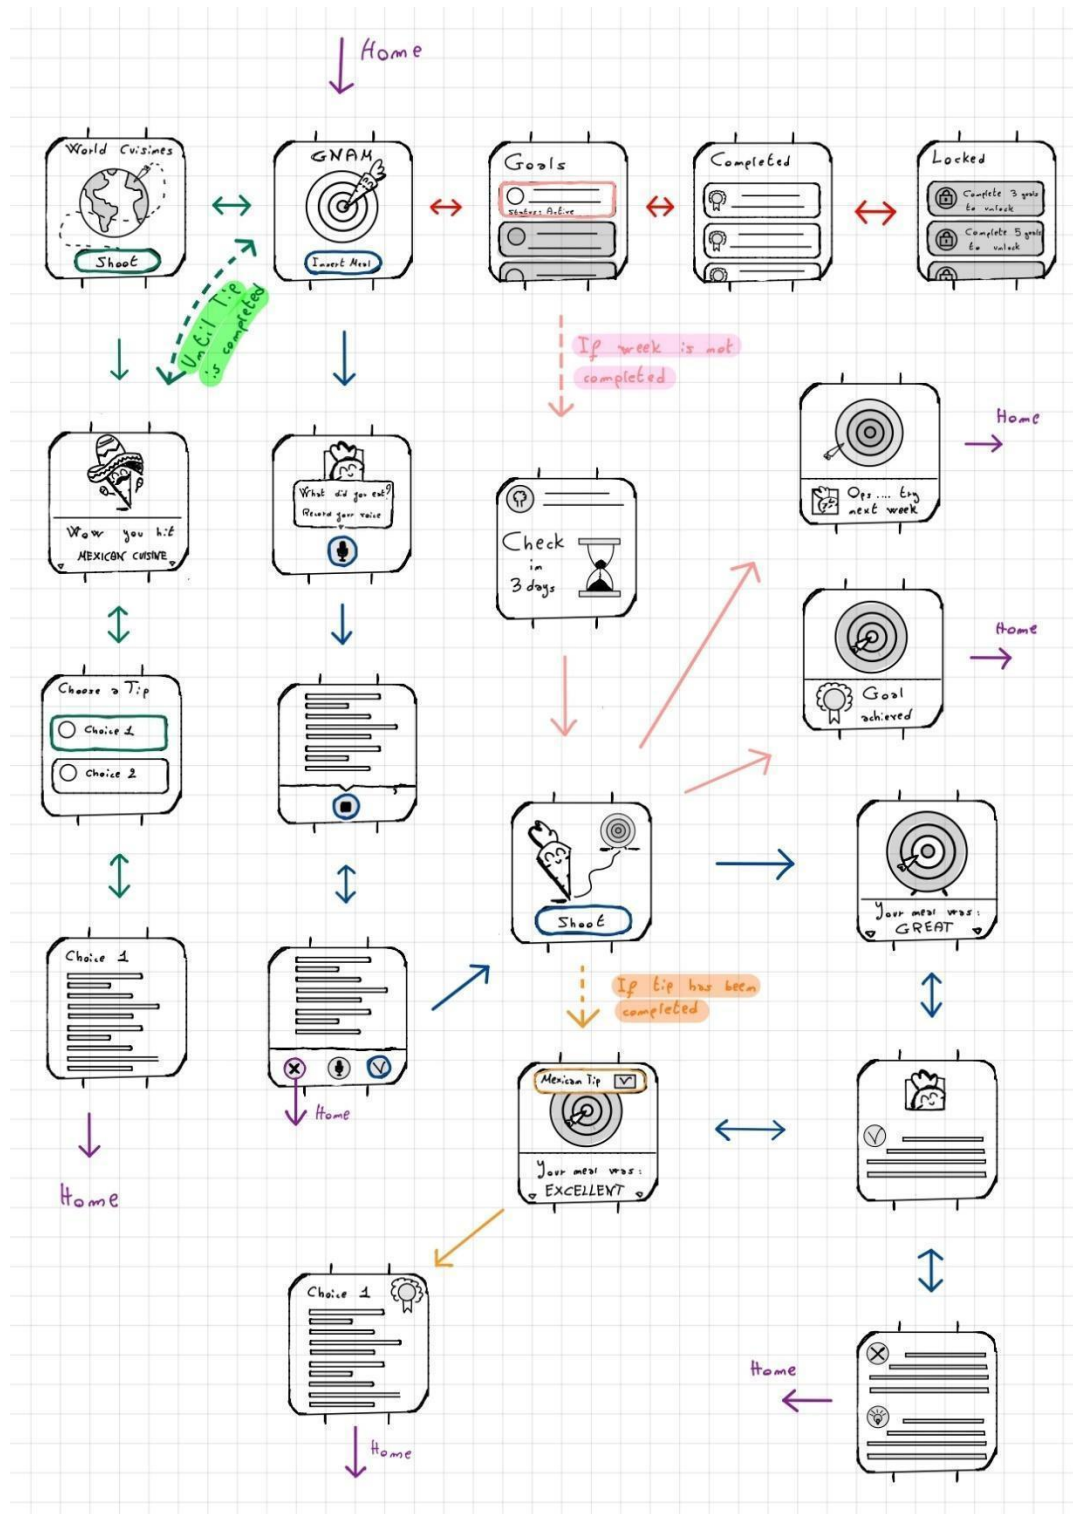 Home
World Cuisines
Shoot
GNAM
Insert Meal
Goals
Status: Active
Completed
Locked
Complete 3 goals
to unlock
Complete 5 goals
to unlock
Until Tip
is completed
If week is not
completed
Wow you hit
MEXICAN CUISINE
What did you eat?
Record your voice
Check
in
3 days
Ops.... try
next week
Home
Goal
achieved
Home
Choose a Tip
Choice 1
Choice 2
Shoot
Your meal was:
GREAT
Choice 1
Home
Home
If tip has been
completed
Mexican Tip
Your meal was:
EXCELLENT
Choice 1
Home
Home